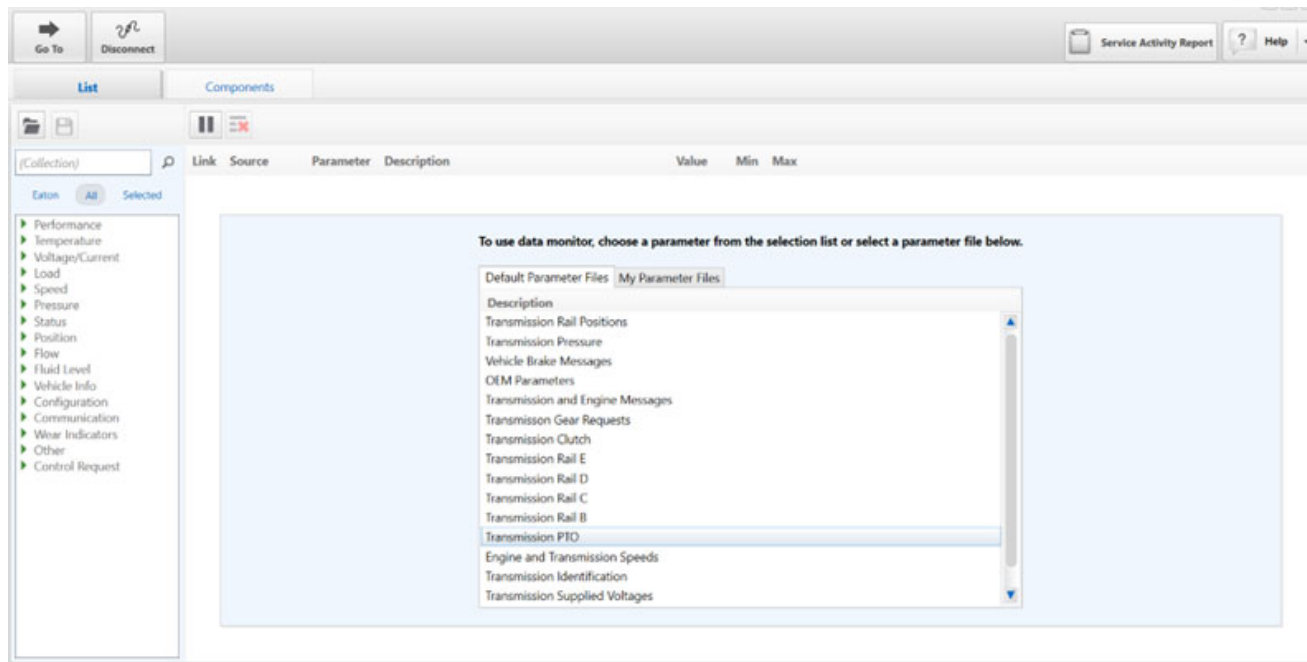 Go To
Disconnect
Service Activity Report
? Help
List
Components
(Collection)
Link Source Parameter Description Value Min Max
Eaton All Selected
Performance
Temperature
Voltage/Current
Load
Speed
Pressure
Status
Position
Flow
Fluid Level
Vehicle Info
Configuration
Communication
Wear Indicators
Other
Control Request
To use data monitor, choose a parameter from the selection list or select a parameter file below.
Default Parameter Files My Parameter Files
Description
Transmission Rail Positions
Transmission Pressure
Vehicle Brake Messages
OEM Parameters
Transmission and Engine Messages
Transmisson Gear Requests
Transmission Clutch
Transmission Rail E
Transmission Rail D
Transmission Rail C
Transmission Rail B
Transmission PTO
Engine and Transmission Speeds
Transmission Identification
Transmission Supplied Voltages